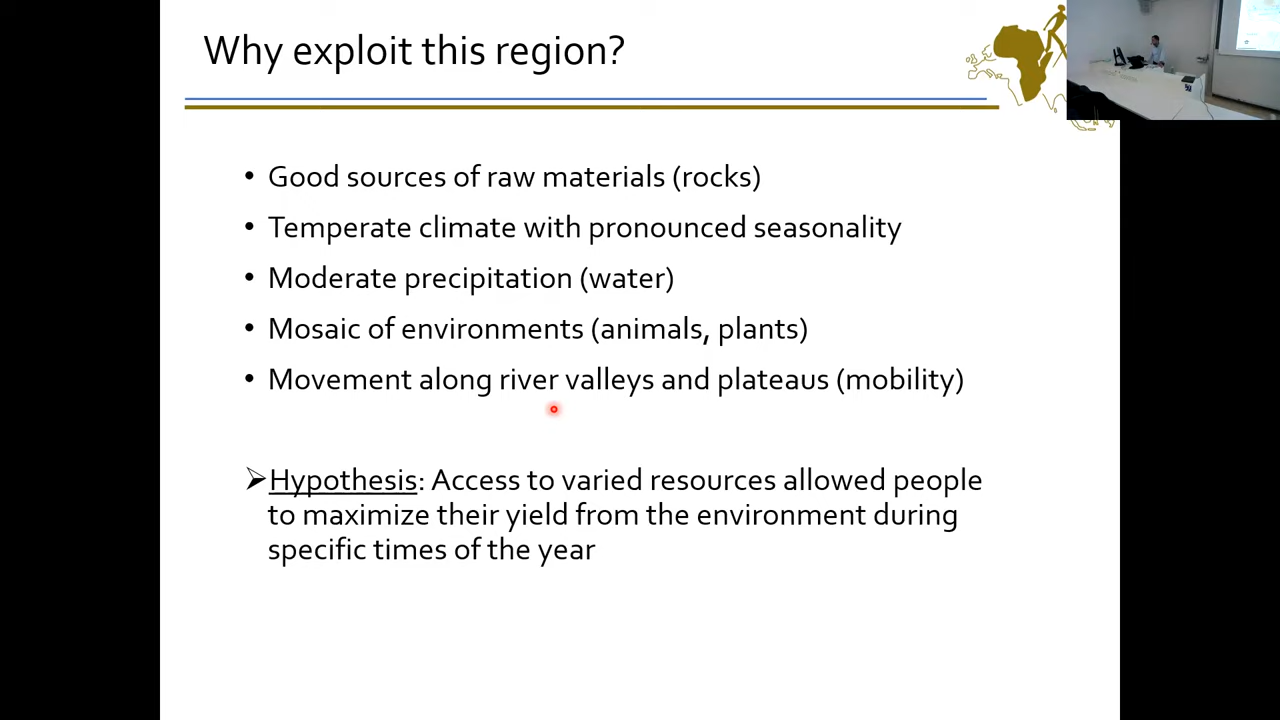 Why exploit this region?
• Good sources of raw materials (rocks)
• Temperate climate with pronounced seasonality
• Moderate precipitation (water)
• Mosaic of environments (animals, plants)
• Movement along river valleys and plateaus (mobility)
➢Hypothesis: Access to varied resources allowed people
to maximize their yield from the environment during
specific times of the year